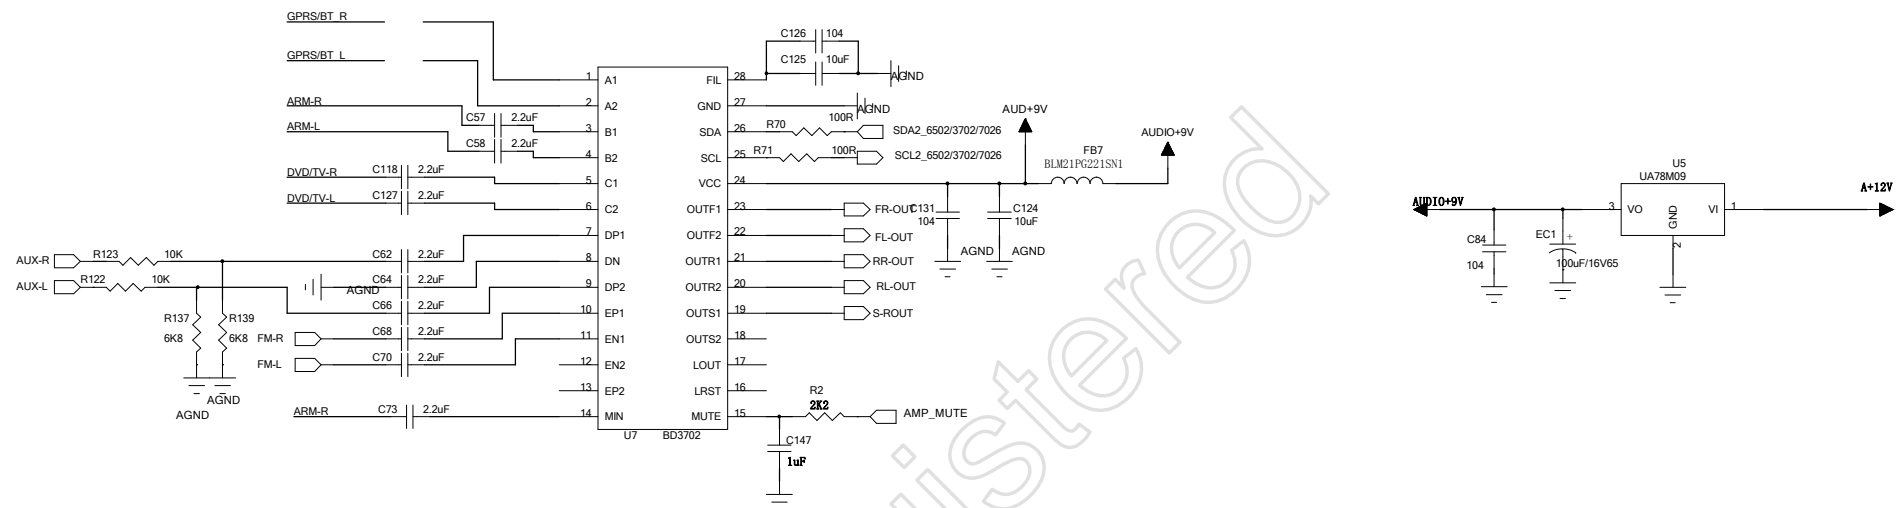 GPRS/BT_R
GPRS/BT_L
ARM-R
C57 2.2uF
ARM-L
C58 2.2uF
DVD/TV-R C118 2.2uF
DVD/TV-L C127 2.2uF
AUX-R R123 10K
AUX-L R122 10K
C62 2.2uF
C64 2.2uF
AGND
C66 2.2uF
R137 6K8
R139 6K8
AGND
AGND
FM-R C68 2.2uF
FM-L C70 2.2uF
ARM-R C73 2.2uF
1 A1
2 A2
3 B1
4 B2
5 C1
6 C2
7 DP1
8 DN
9 DP2
10 EP1
11 EN1
12 EN2
13 EP2
14 MIN
FIL 28
GND 27
SDA 26
SCL 25
VCC 24
OUTF1 23
OUTF2 22
OUTR1 21
OUTR2 20
OUTS1 19
OUTS2 18
LOUT 17
LRST 16
MUTE 15
U7 BD3702
C126 104
C125 10uF
AGND
AGND
R70 100R SDA2_6502/3702/7026
R71 100R SCL2_6502/3702/7026
AUD+9V
AUDIO+9V
FB7
BLM21PG221SN1
FR-OUT
FL-OUT
RR-OUT
RL-OUT
S-ROUT
C131
104
C124
10uF
AGND
AGND
R2
2K2
AMP_MUTE
C147
1uF
U5
UA78M09
AUDIO+9V
A+12V
3 VO
GND
2
VI 1
C84
104
EC1 +
100uF/16V65
istered